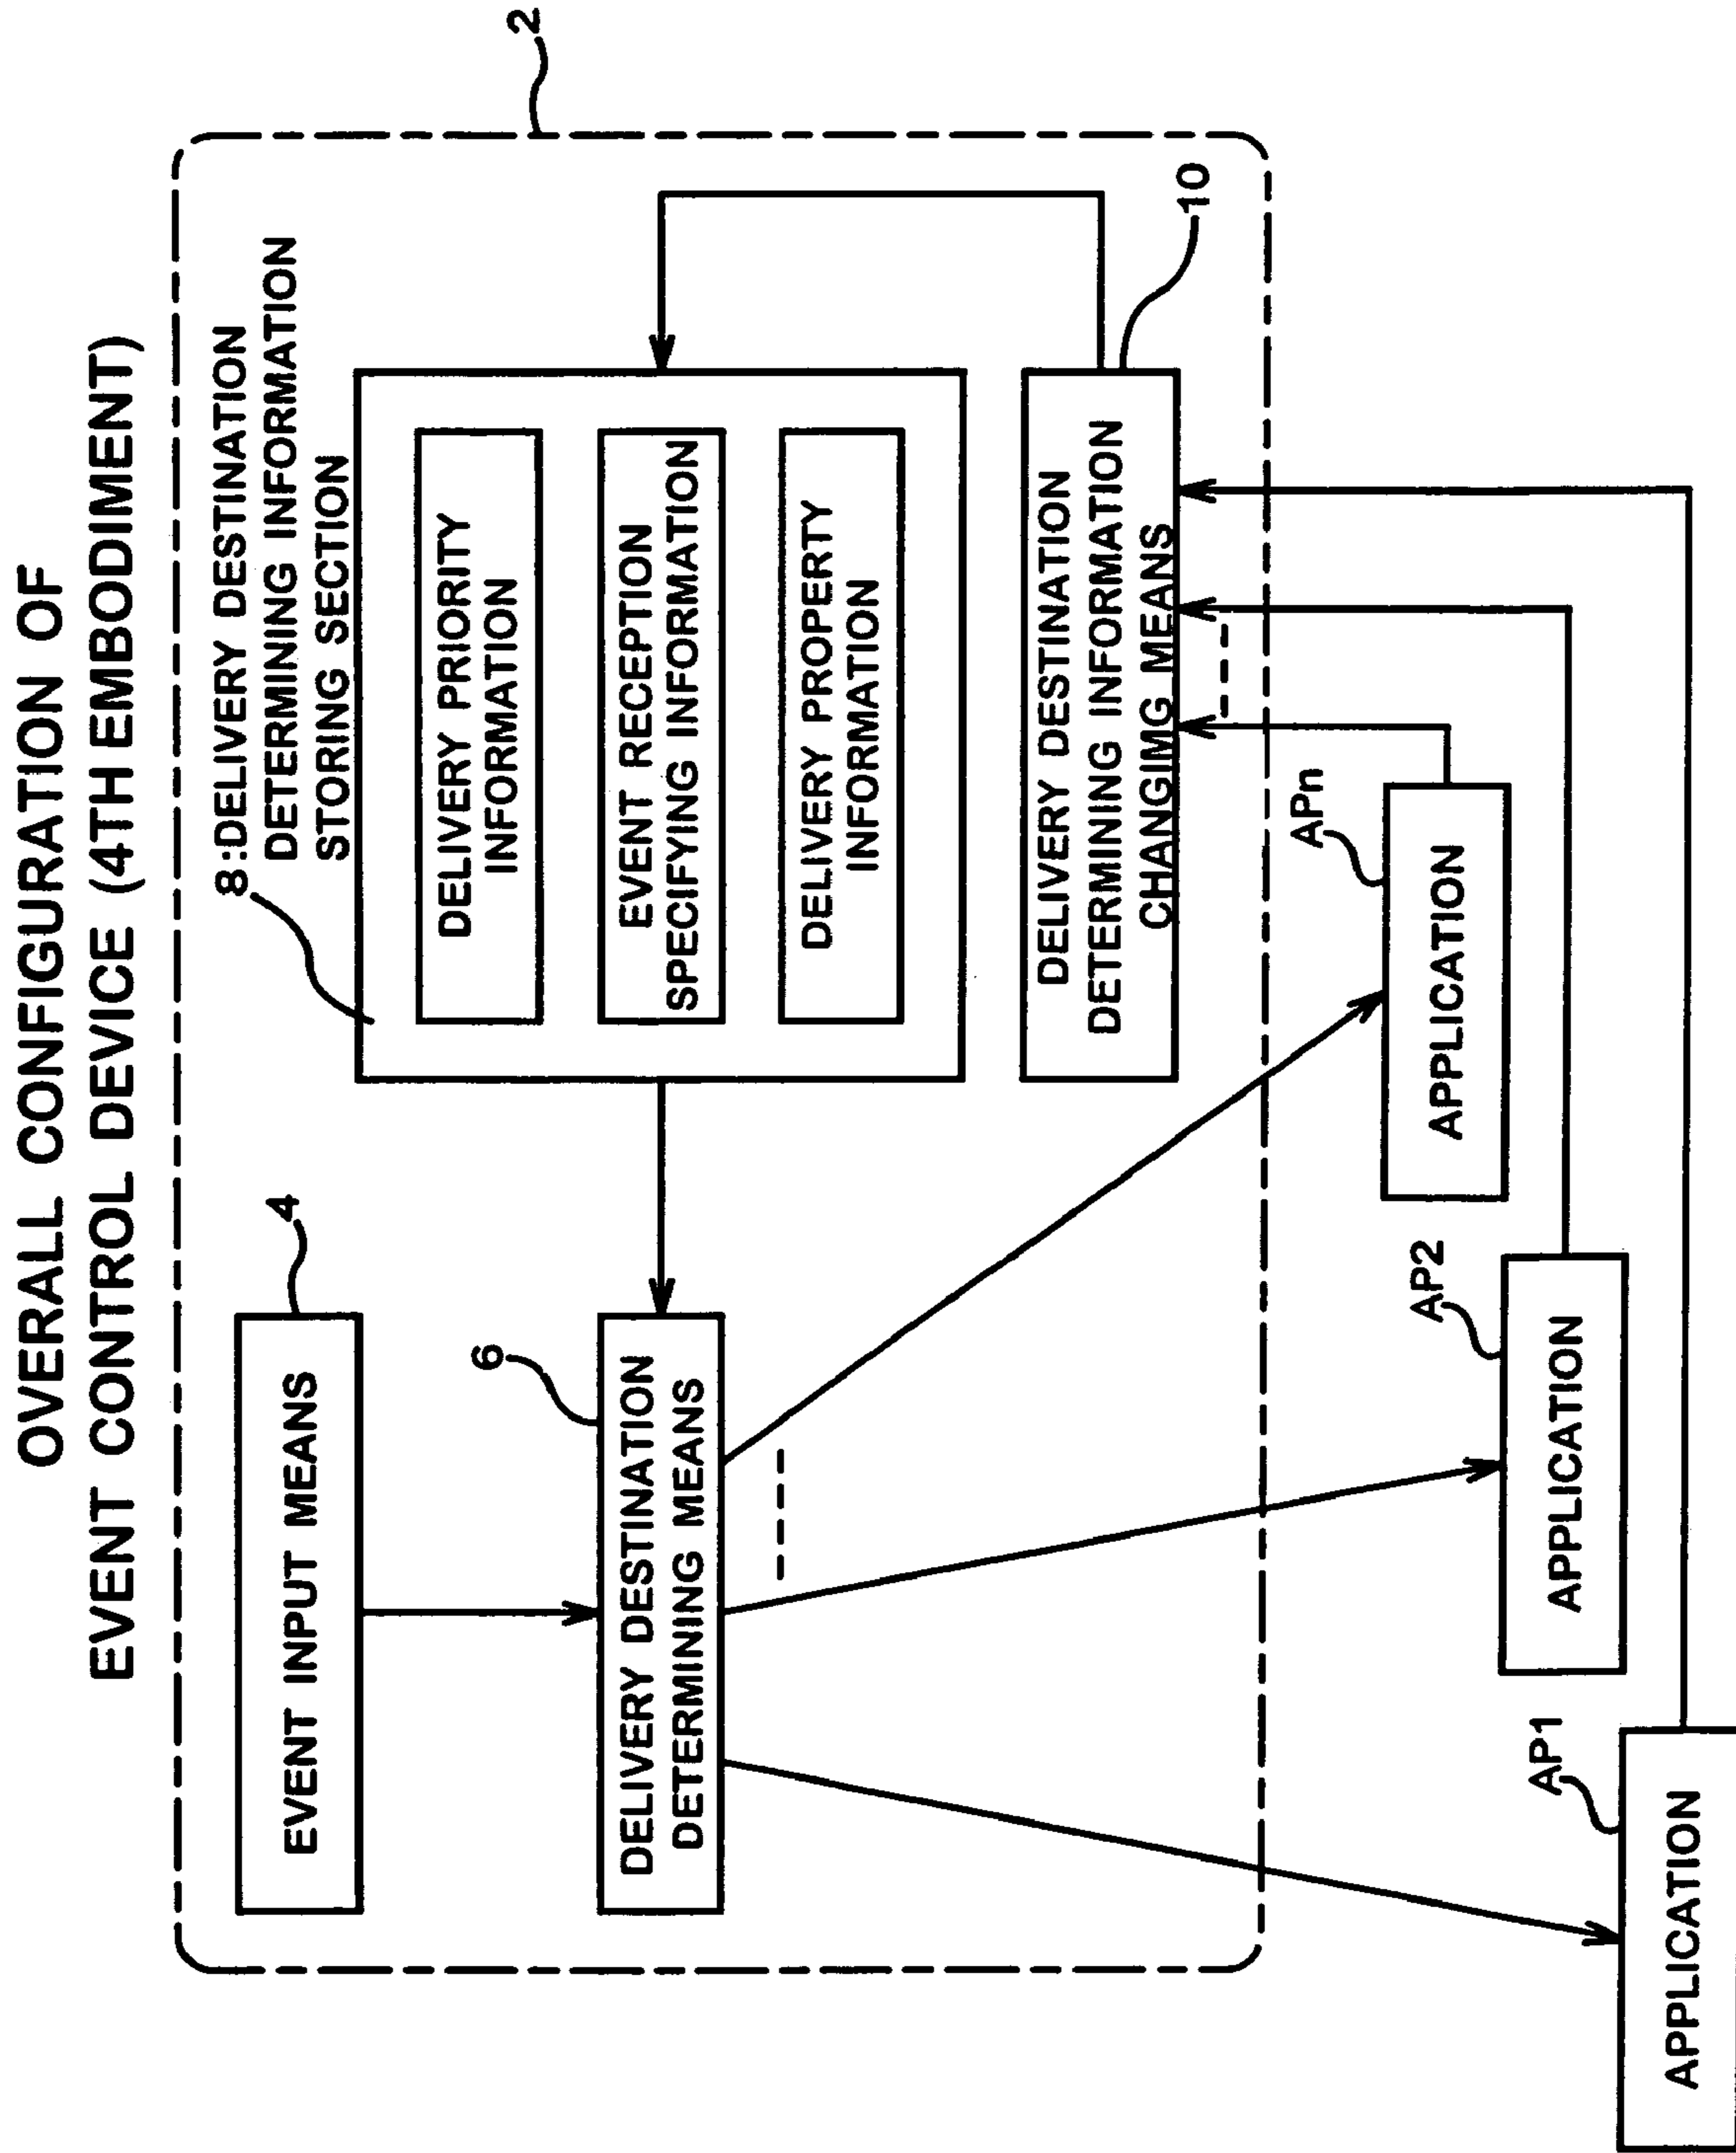 OVERALL CONFIGURATION OF
EVENT CONTROL DEVICE (4TH EMBODIMENT)
2
EVENT INPUT MEANS
4
8:DELIVERY DESTINATION
DETERMINING INFORMATION
STORING SECTION
DELIVERY PRIORITY
INFORMATION
EVENT RECEPTION
SPECIFYING INFORMATION
DELIVERY PROPERTY
INFORMATION
6
DELIVERY DESTINATION
DETERMINING MEANS
DELIVERY DESTINATION
DETERMINING INFORMATION
CHANGIMG MEANS
10
APn
APPLICATION
AP2
APPLICATION
AP1
APPLICATION